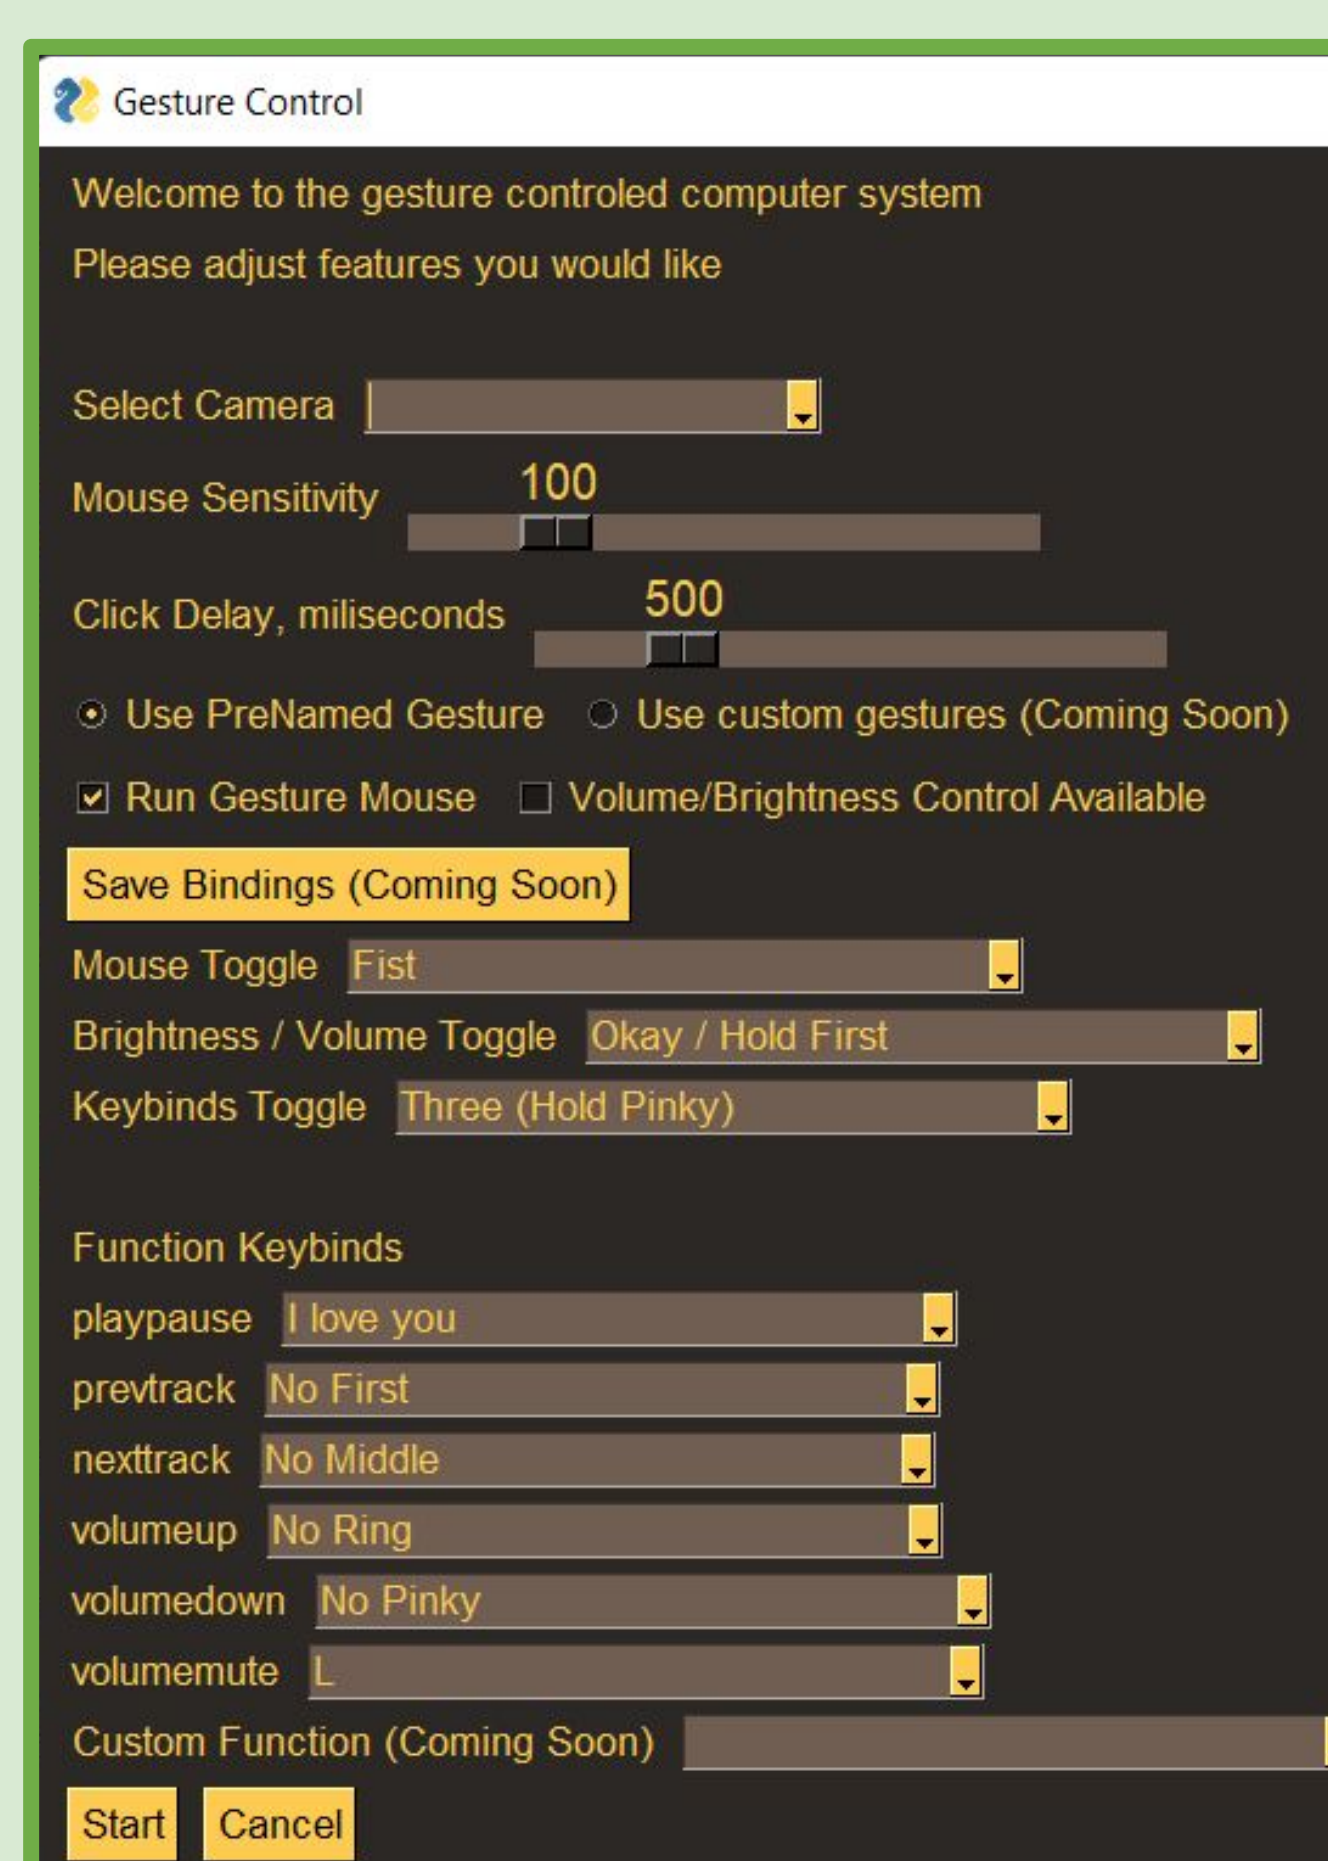 Gesture Control
Welcome to the gesture controled computer system
Please adjust features you would like
Select Camera
Mouse Sensitivity 100
Click Delay, miliseconds 500
Use PreNamed Gesture Use custom gestures (Coming Soon)
Run Gesture Mouse Volume/Brightness Control Available
Save Bindings (Coming Soon)
Mouse Toggle Fist
Brightness / Volume Toggle Okay / Hold First
Keybinds Toggle Three (Hold Pinky)
Function Keybinds
playpause I love you
prevtrack No First
nexttrack No Middle
volumeup No Ring
volumedown No Pinky
volumemute L
Custom Function (Coming Soon)
Start Cancel